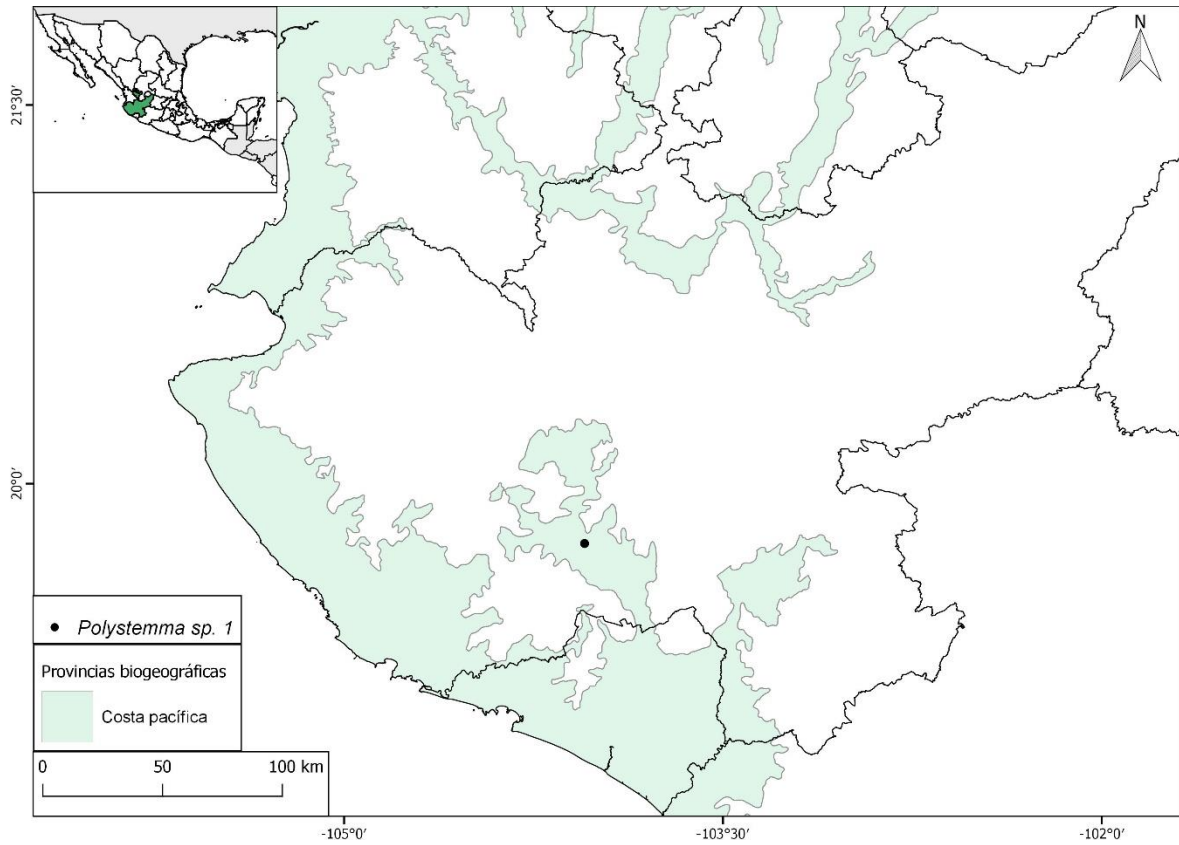 N
21°30'
20°0'
Polystemma sp. 1
Provincias biogeográficas
Costa pacífica
0 50 100 km
-105°0' -103°30' -102°0'